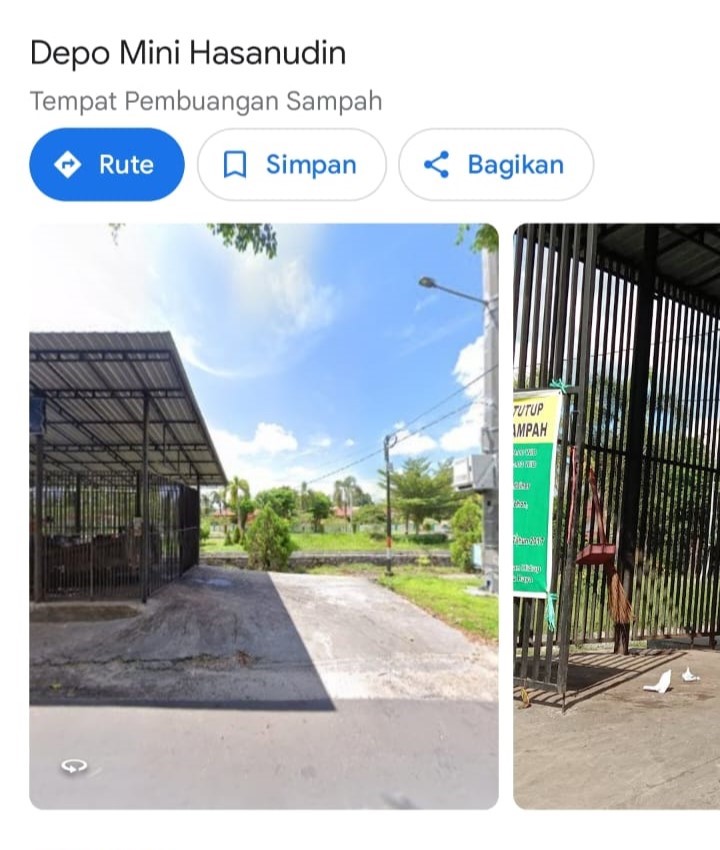 Depo Mini Hasanudin
Tempat Pembuangan Sampah
Rute
Simpan
Bagikan
TUTUP
AMPAH